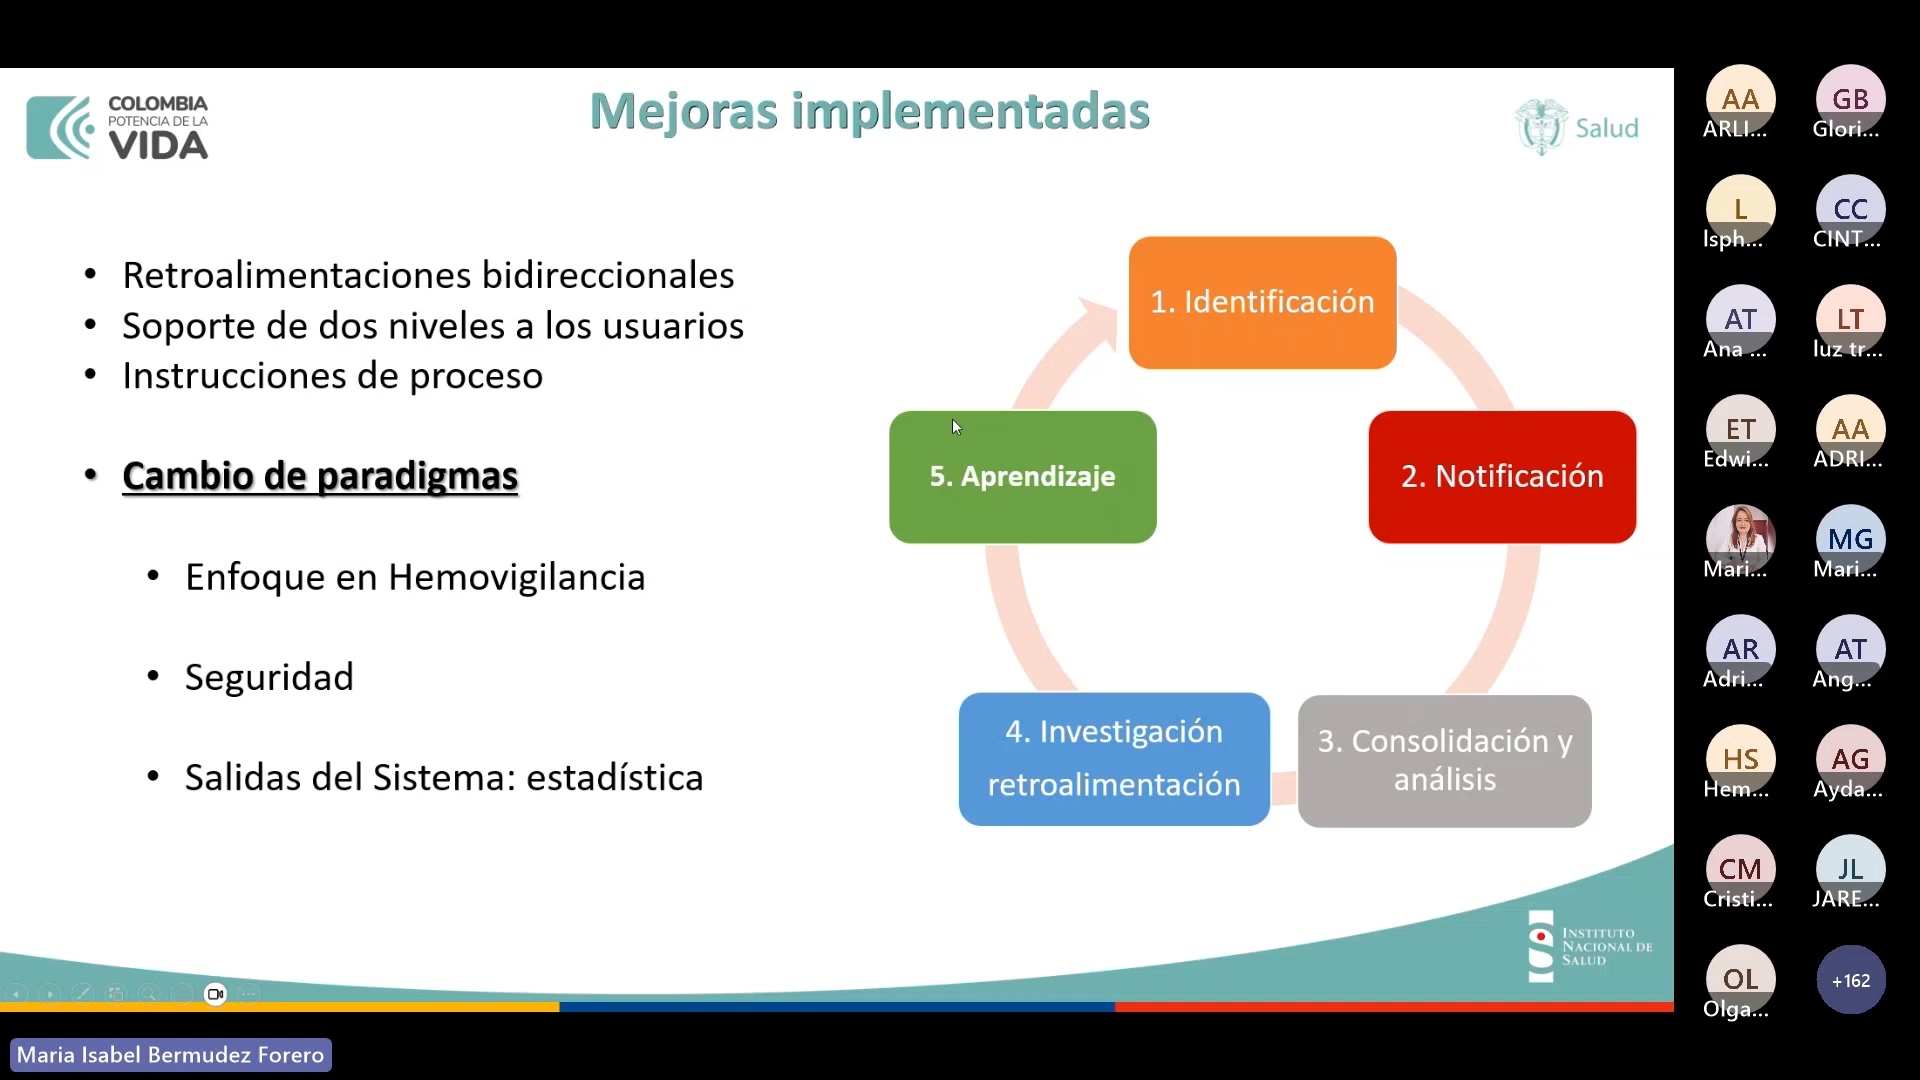 COLOMBIA
POTENCIA DE LA
VIDA
Mejoras implementadas
Salud
• Retroalimentaciones bidireccionales
• Soporte de dos niveles a los usuarios
• Instrucciones de proceso
• Cambio de paradigmas
• Enfoque en Hemovigilancia
• Seguridad
• Salidas del Sistema: estadística
1. Identificación
2. Notificación
3. Consolidación y
análisis
4. Investigación
retroalimentación
5. Aprendizaje
INSTITUTO
NACIONAL DE
SALUD
Maria Isabel Bermudez Forero
AA
ARLI...
GB
Glori...
L
lsph...
CC
CINT...
AT
Ana ...
LT
luz tr...
ET
Edwi...
AA
ADRI...
Mari...
MG
Mari...
AR
Adri...
AT
Ang...
HS
Hem...
AG
Ayda...
CM
Cristi...
JL
JARE...
OL
Olga...
+162